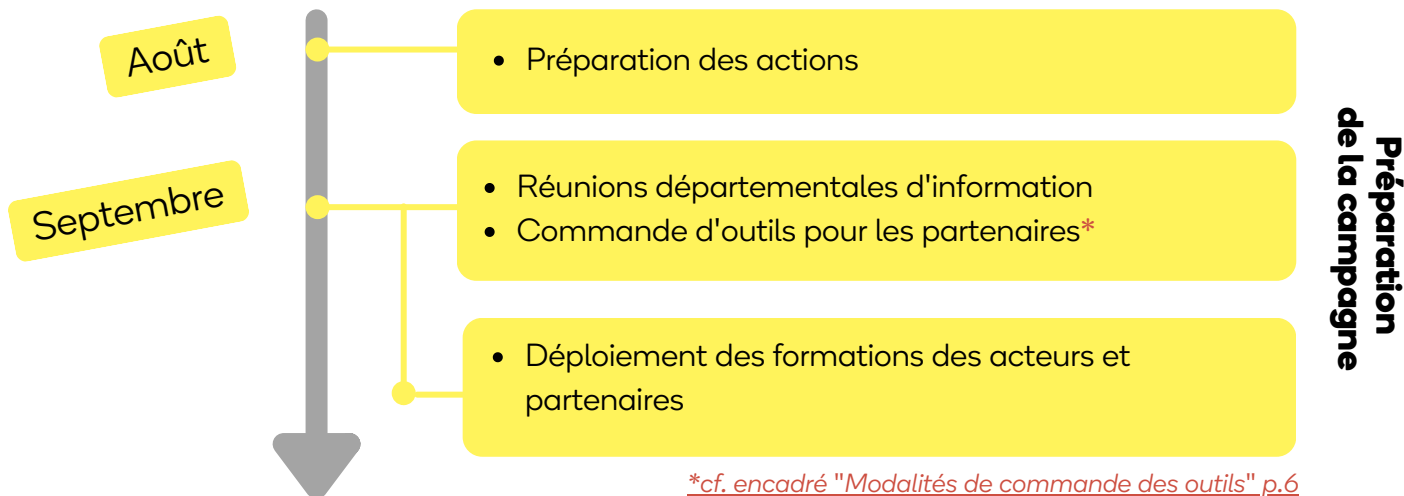 Août
• Préparation des actions
Septembre
• Réunions départementales d'information
• Commande d'outils pour les partenaires*
• Déploiement des formations des acteurs et
partenaires
Préparation
de la campagne
*cf. encadré "Modalités de commande des outils" p.6